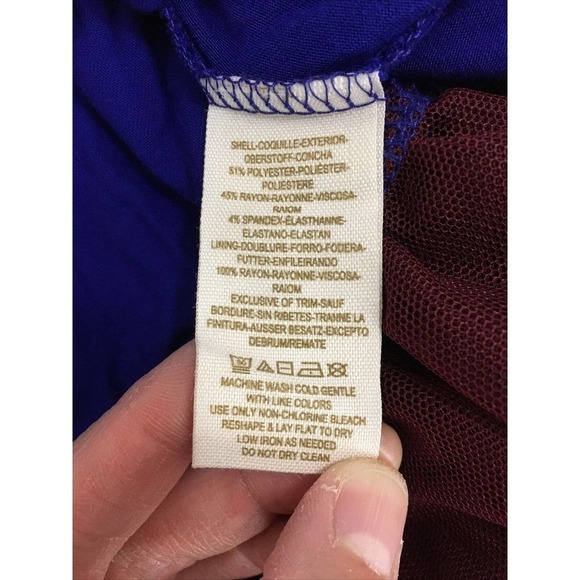 SHELL-COQUILLE-EXTERIOR-
OBERSTOFF-CONCHA
51% POLYESTER-POLIÉSTER-
POLIESTERE
45% RAYON-RAYONNE-VISCOSA-
RAIOM
4% SPANDEX-ÉLASTHANNE-
ELASTANO-ELASTAN
LINING-DOUBLURE-FORRO-FODERA-
FUTTER-ENFILEIRANDO
100% RAYON-RAYONNE-VISCOSA-
RAIOM
EXCLUSIVE OF TRIM-SAUF
BORDURE-SIN RIBETES-TRANNE LA
FINITURA-AUSSER BESATZ-EXCEPTO
DEBRUM/REMATE
MACHINE WASH COLD GENTLE
WITH LIKE COLORS
USE ONLY NON-CHLORINE BLEACH
RESHAPE & LAY FLAT TO DRY
LOW IRON AS NEEDED
DO NOT DRY CLEAN